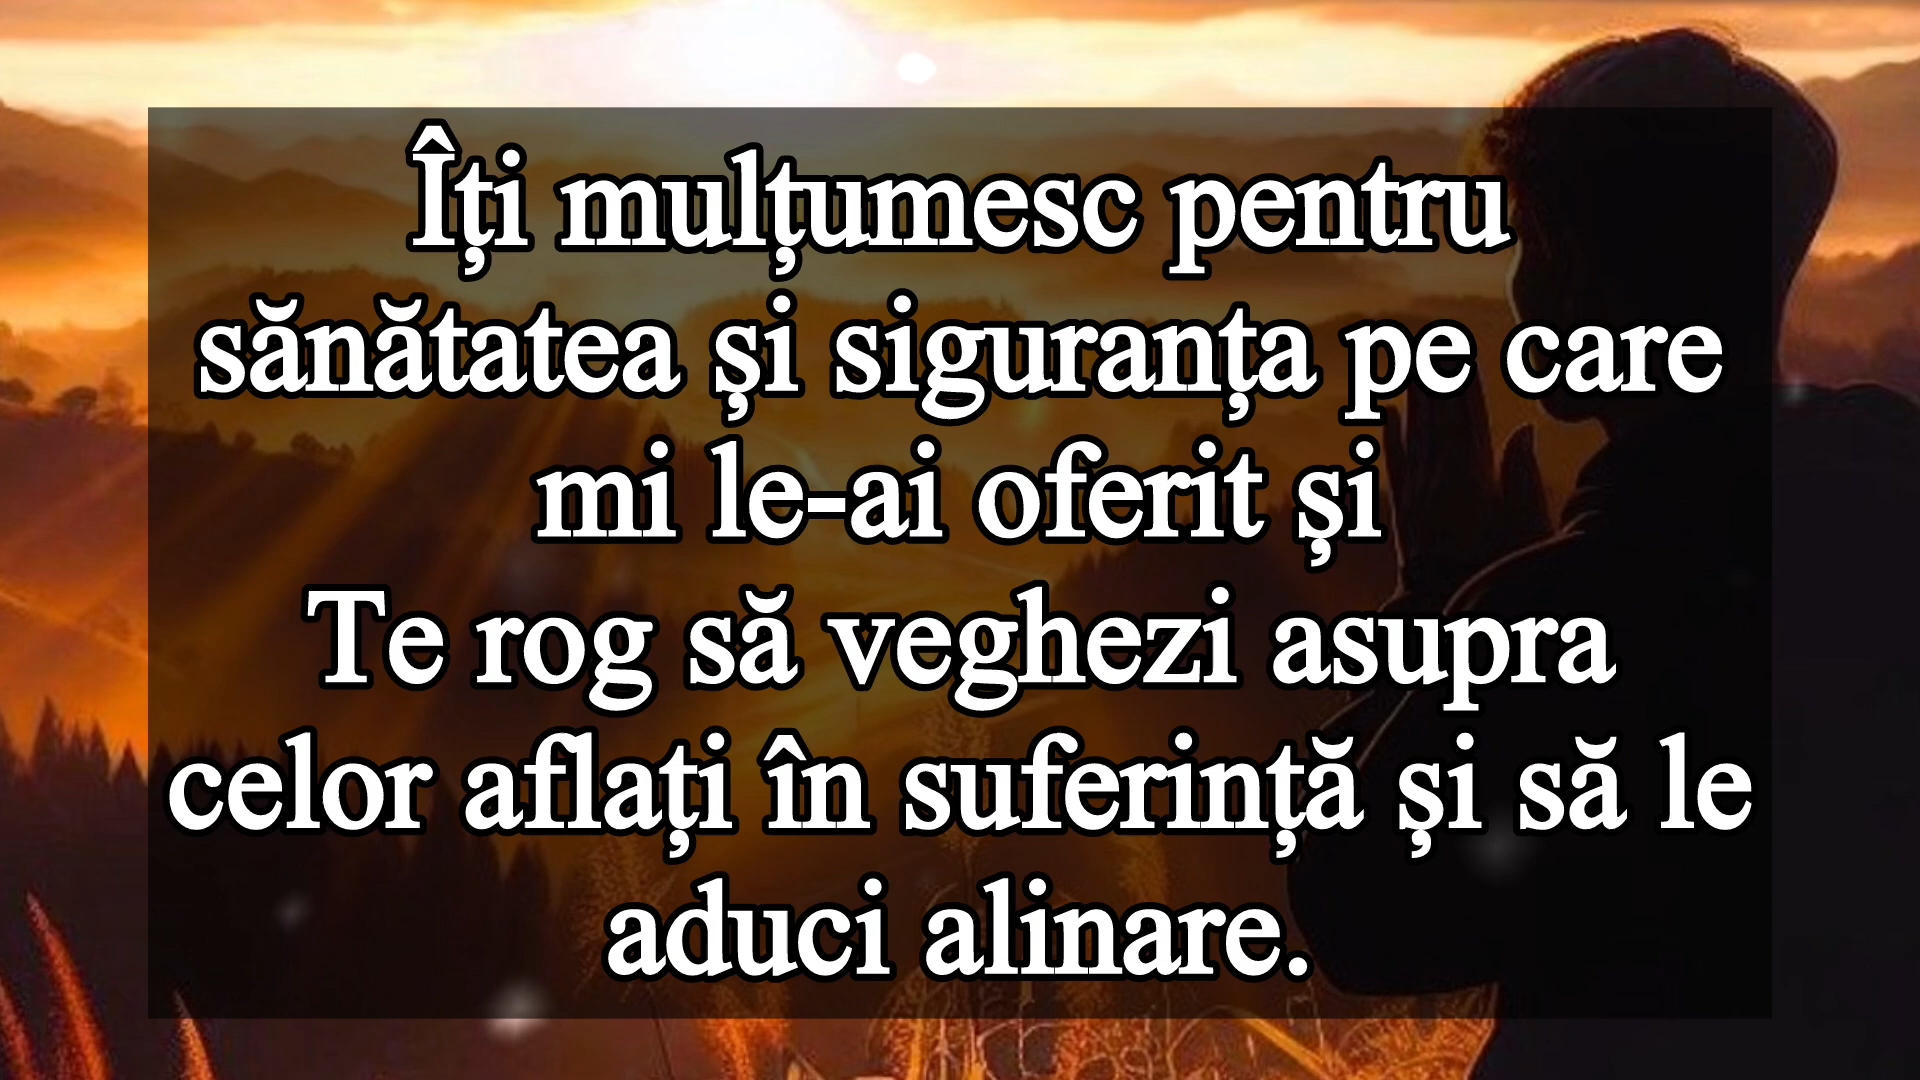 Îți mulțumesc pentru
sănătatea și siguranța pe care
mi le-ai oferit și
Te rog să veghezi asupra
celor aflați în suferință și să le
aduci alinare.